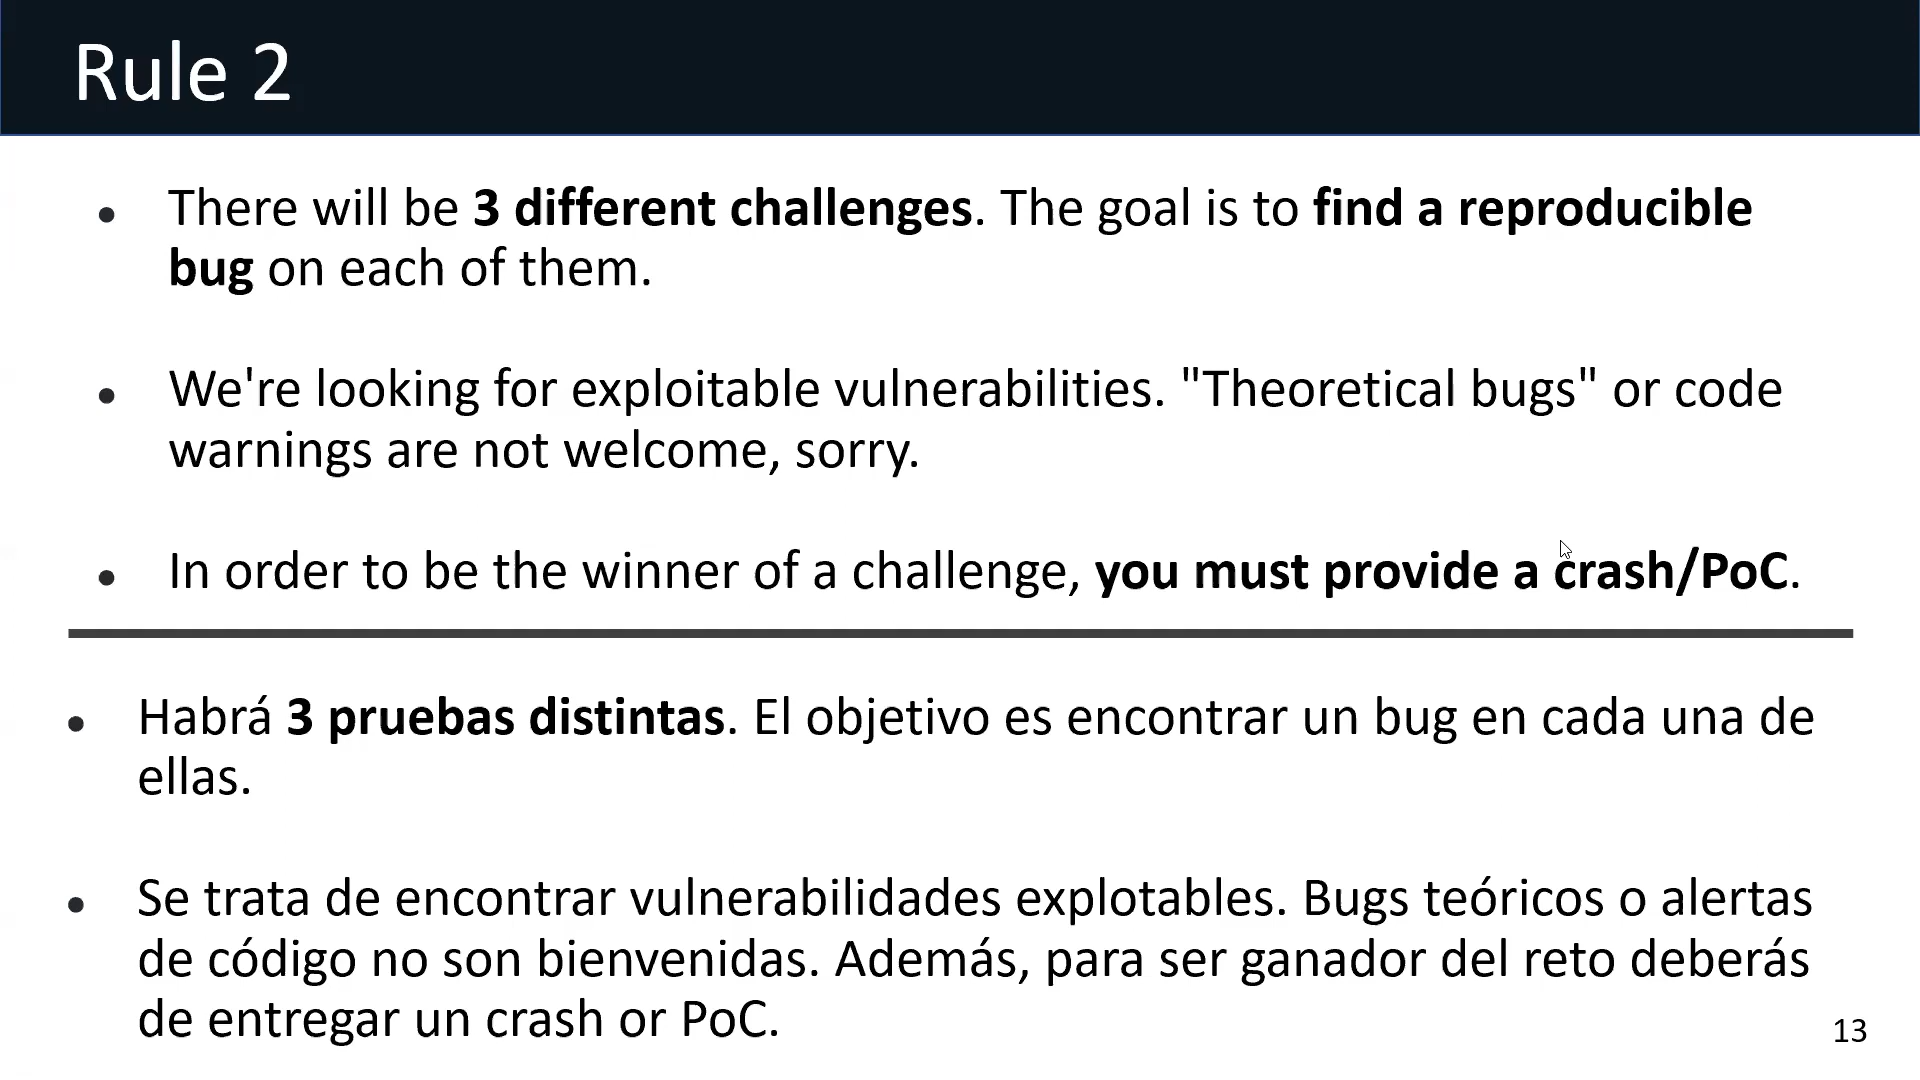 Rule 2
There will be 3 different challenges. The goal is to find a reproducible
bug on each of them.
We're looking for exploitable vulnerabilities. "Theoretical bugs" or code
warnings are not welcome, sorry.
In order to be the winner of a challenge, you must provide a crash/PoC.
Habrá 3 pruebas distintas. El objetivo es encontrar un bug en cada una de
ellas.
Se trata de encontrar vulnerabilidades explotables. Bugs teóricos o alertas
de código no son bienvenidas. Además, para ser ganador del reto deberás
de entregar un crash or PoC.
13